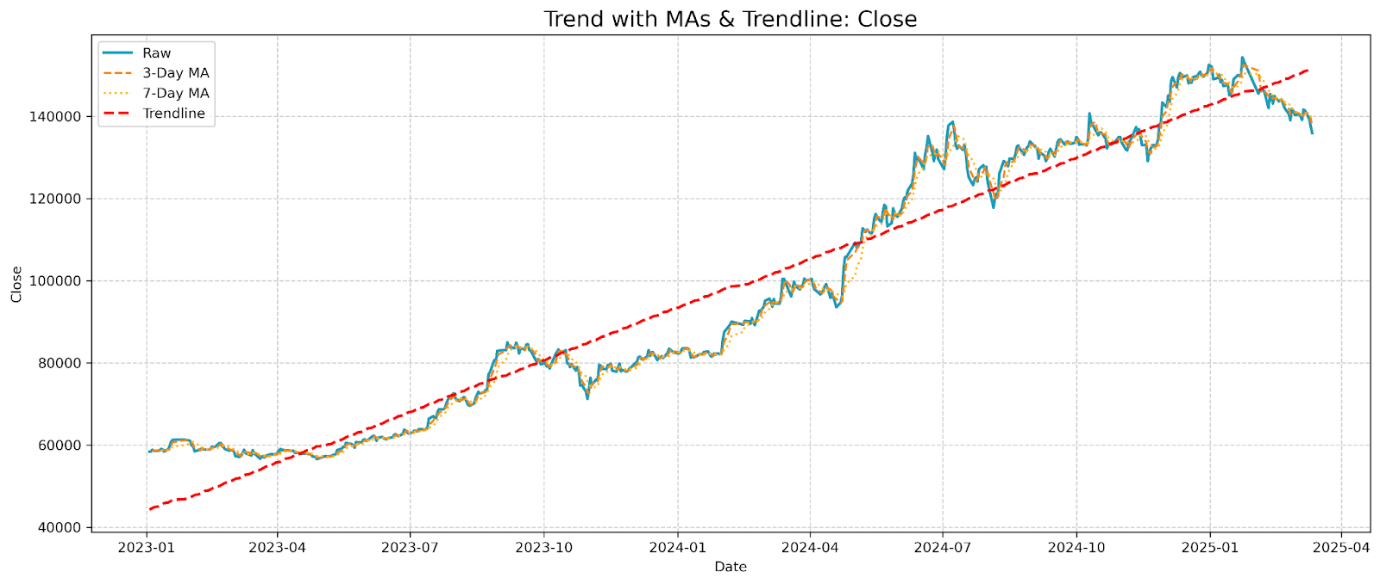 Trend with MAs & Trendline: Close
Raw
3-Day MA
7-Day MA
Trendline
Close
140000
120000
100000
80000
60000
40000
2023-01 2023-04 2023-07 2023-10 2024-01 2024-04 2024-07 2024-10 2025-01 2025-04
Date